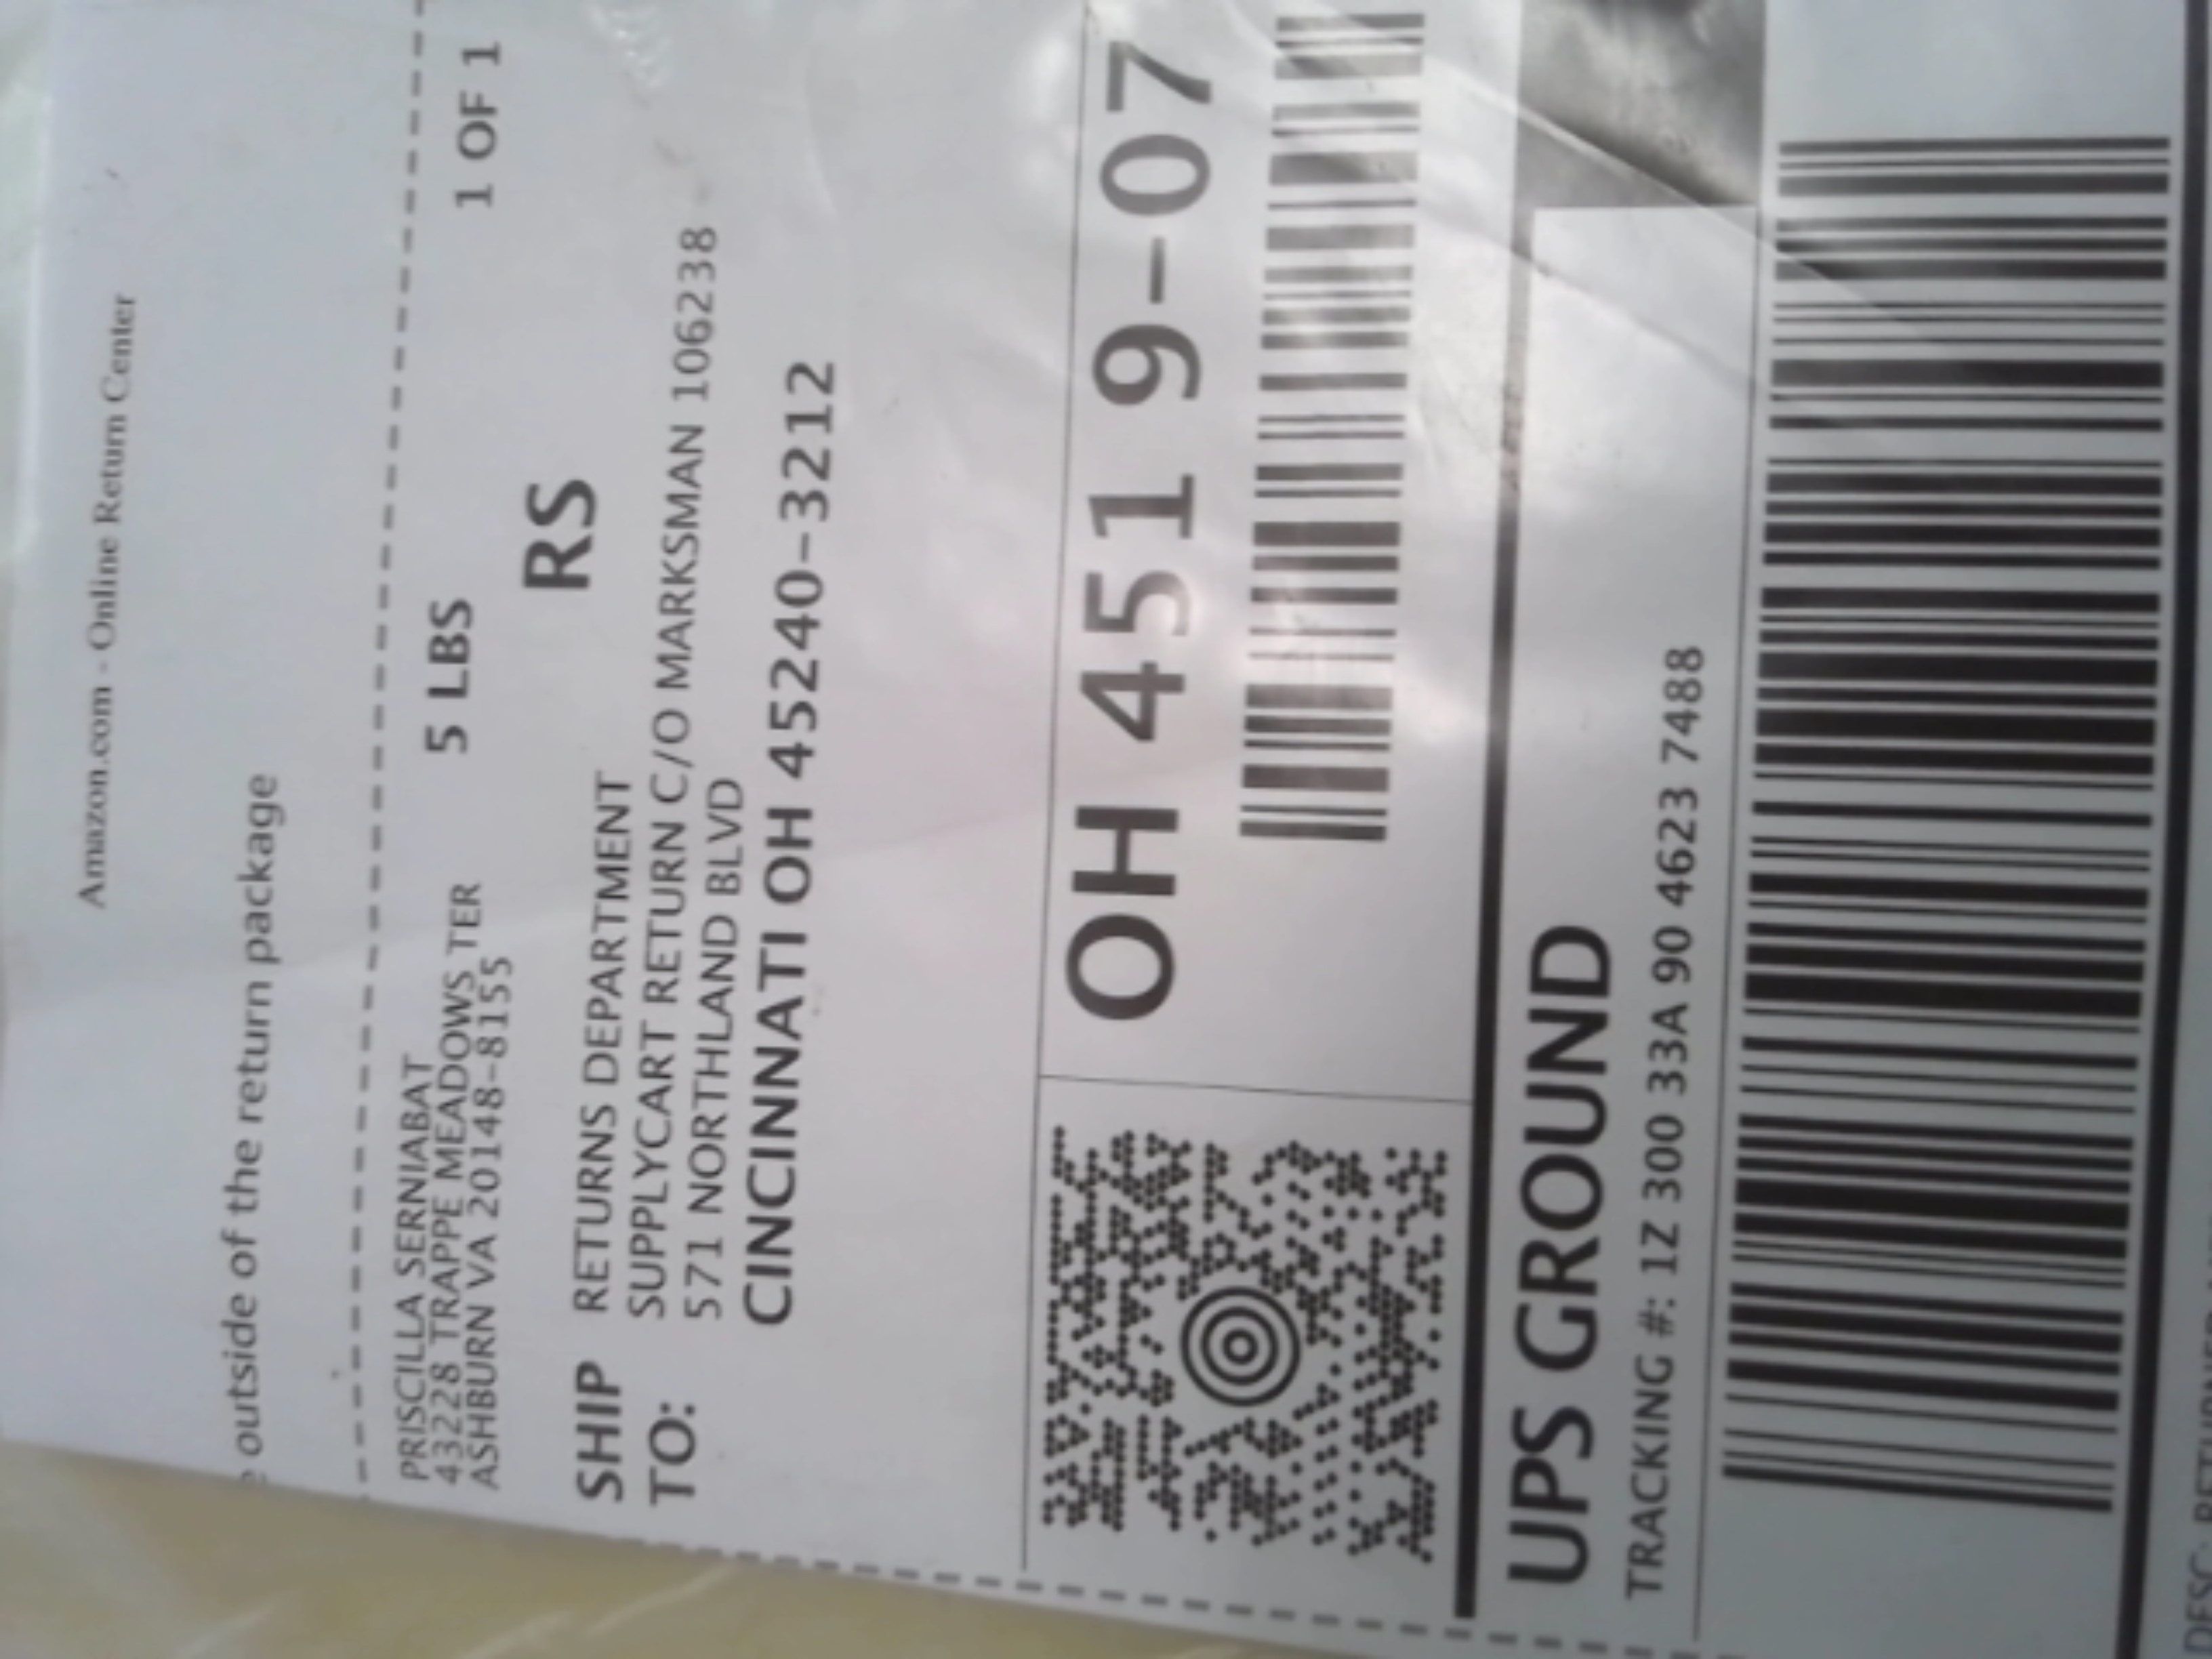 Amazon.com - Online Return Center
outside of the return package
PRISCILLA SERNIABAT
43228 TRAPPE MEADOWS TER
ASHBURN VA 20148-8155
5 LBS
1 OF 1
RS
SHIP
TO:
RETURNS DEPARTMENT
SUPPLYCART RETURN C/O MARKSMAN 106238
571 NORTHLAND BLVD
CINCINNATI OH 45240-3212
OH 451 9-07
UPS GROUND
TRACKING #: 1Z 300 33A 90 4623 7488
DESC: